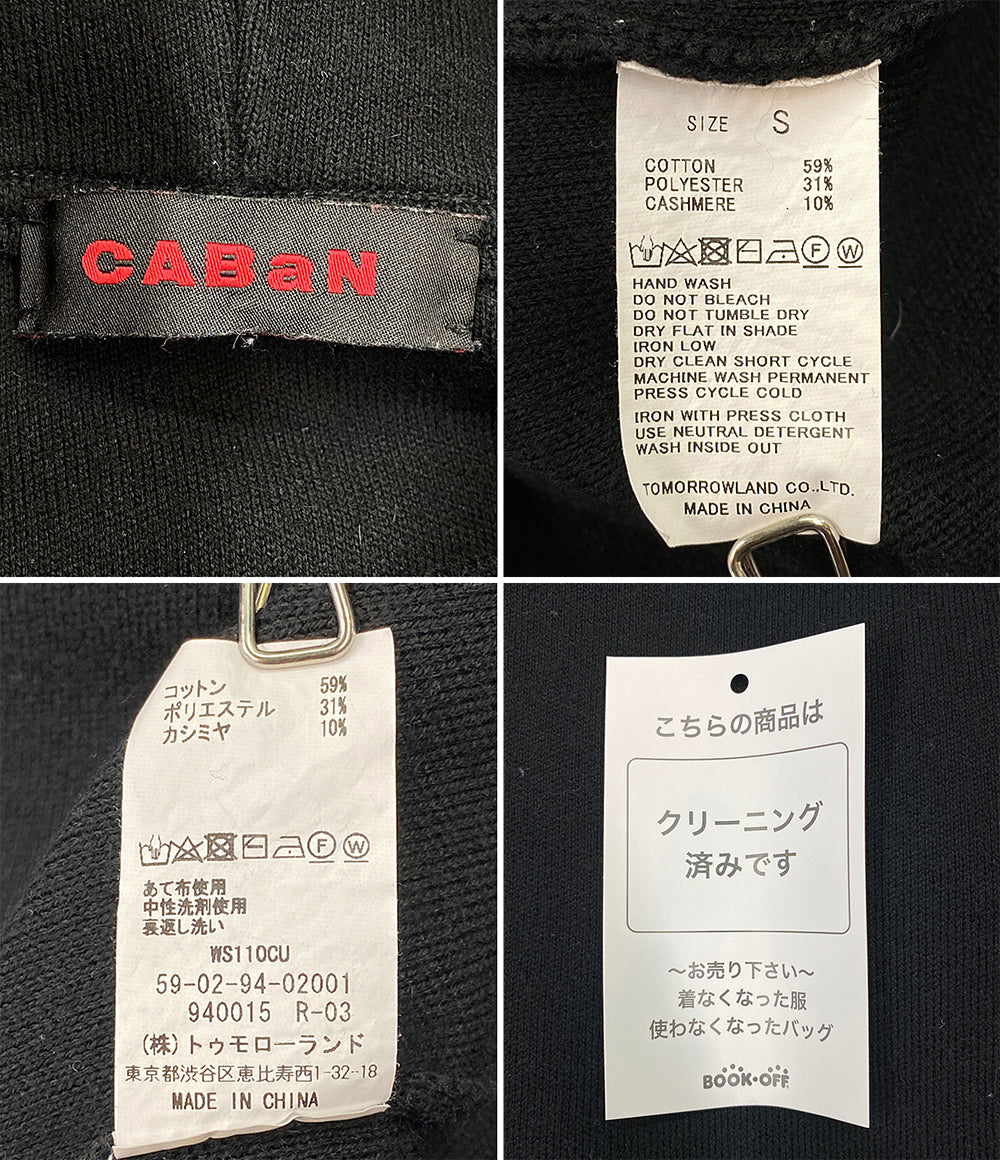 CABaN
SIZE S
COTTON 59%
POLYESTER 31%
CASHMERE 10%
F W
HAND WASH
DO NOT BLEACH
DO NOT TUMBLE DRY
DRY FLAT IN SHADE
IRON LOW
DRY CLEAN SHORT CYCLE
MACHINE WASH PERMANENT
PRESS CYCLE COLD
IRON WITH PRESS CLOTH
USE NEUTRAL DETERGENT
WASH INSIDE OUT
TOMORROWLAND CO.,LTD.
MADE IN CHINA
コットン 59%
ポリエステル 31%
カシミヤ 10%
F W
あて布使用
中性洗剤使用
裏返し洗い
WS110CU
59-02-94-02001
940015 R-03
(株)トゥモローランド
東京都渋谷区恵比寿西1-32-18
MADE IN CHINA
こちらの商品は
クリーニング
済みです
〜お売り下さい〜
着なくなった服
使わなくなったバッグ
BOOK・OFF